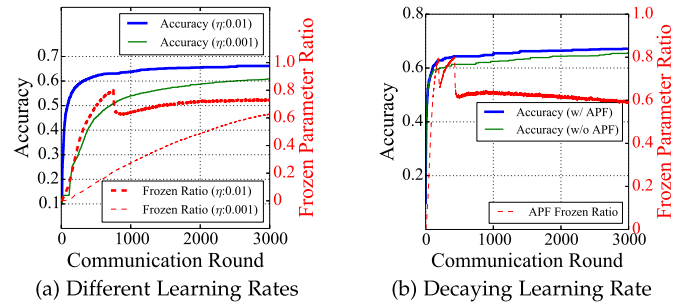 Accuracy (η:0.01)
Accuracy (η:0.001)
0.7
0.6
0.5
0.4
0.3
0.2
0.1
Accuracy
1.0
0.8
0.6
0.4
0.2
0
Frozen Parameter Ratio
Frozen Ratio (η:0.01)
Frozen Ratio (η:0.001)
0 1000 2000 3000
Communication Round
(a) Different Learning Rates
0.8
0.6
0.4
0.2
Accuracy
1.0
0.8
0.6
0.4
0.2
0.0
Frozen Parameter Ratio
Accuracy (w/ APF)
Accuracy (w/o APF)
APF Frozen Ratio
0 1000 2000 3000
Communication Round
(b) Decaying Learning Rate